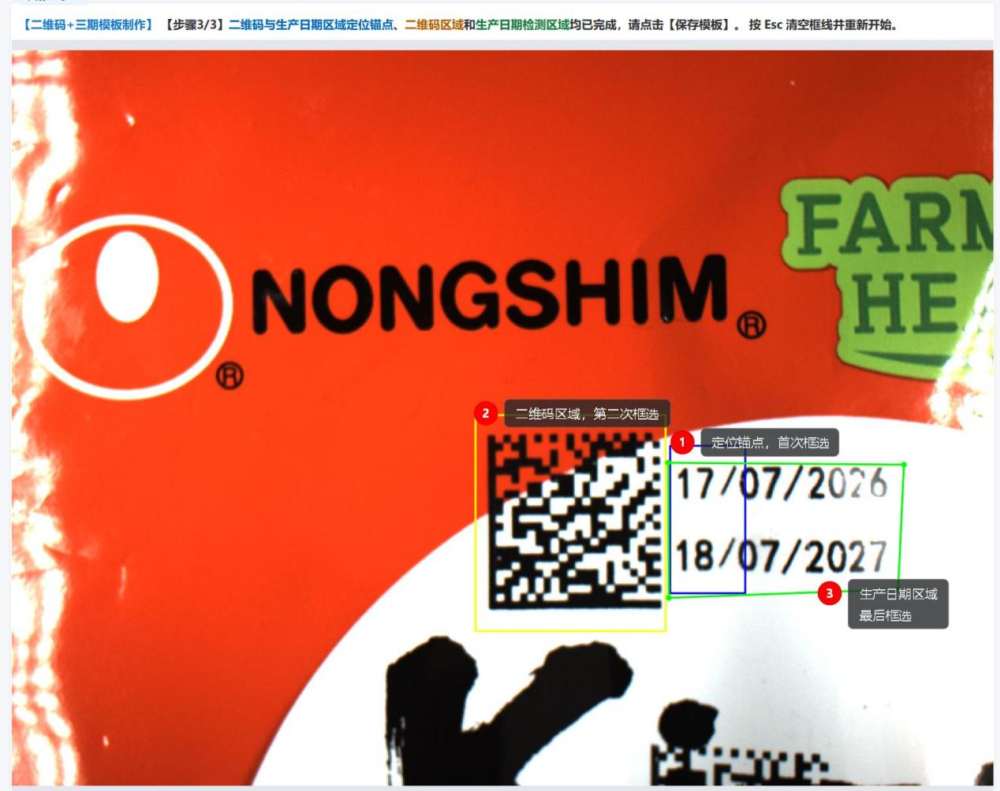 【二维码+三期模板制作】 【步骤3/3】二维码与生产日期区域定位锚点、二维码区域和生产日期检测区域均已完成，请点击【保存模板】。 按 Esc 清空框线并重新开始。
FARM
HE
NONGSHIM®
®
2 二维码区域，第二次框选
1 定位锚点，首次框选
17/07/2026
18/07/2027
3 生产日期区域
最后框选